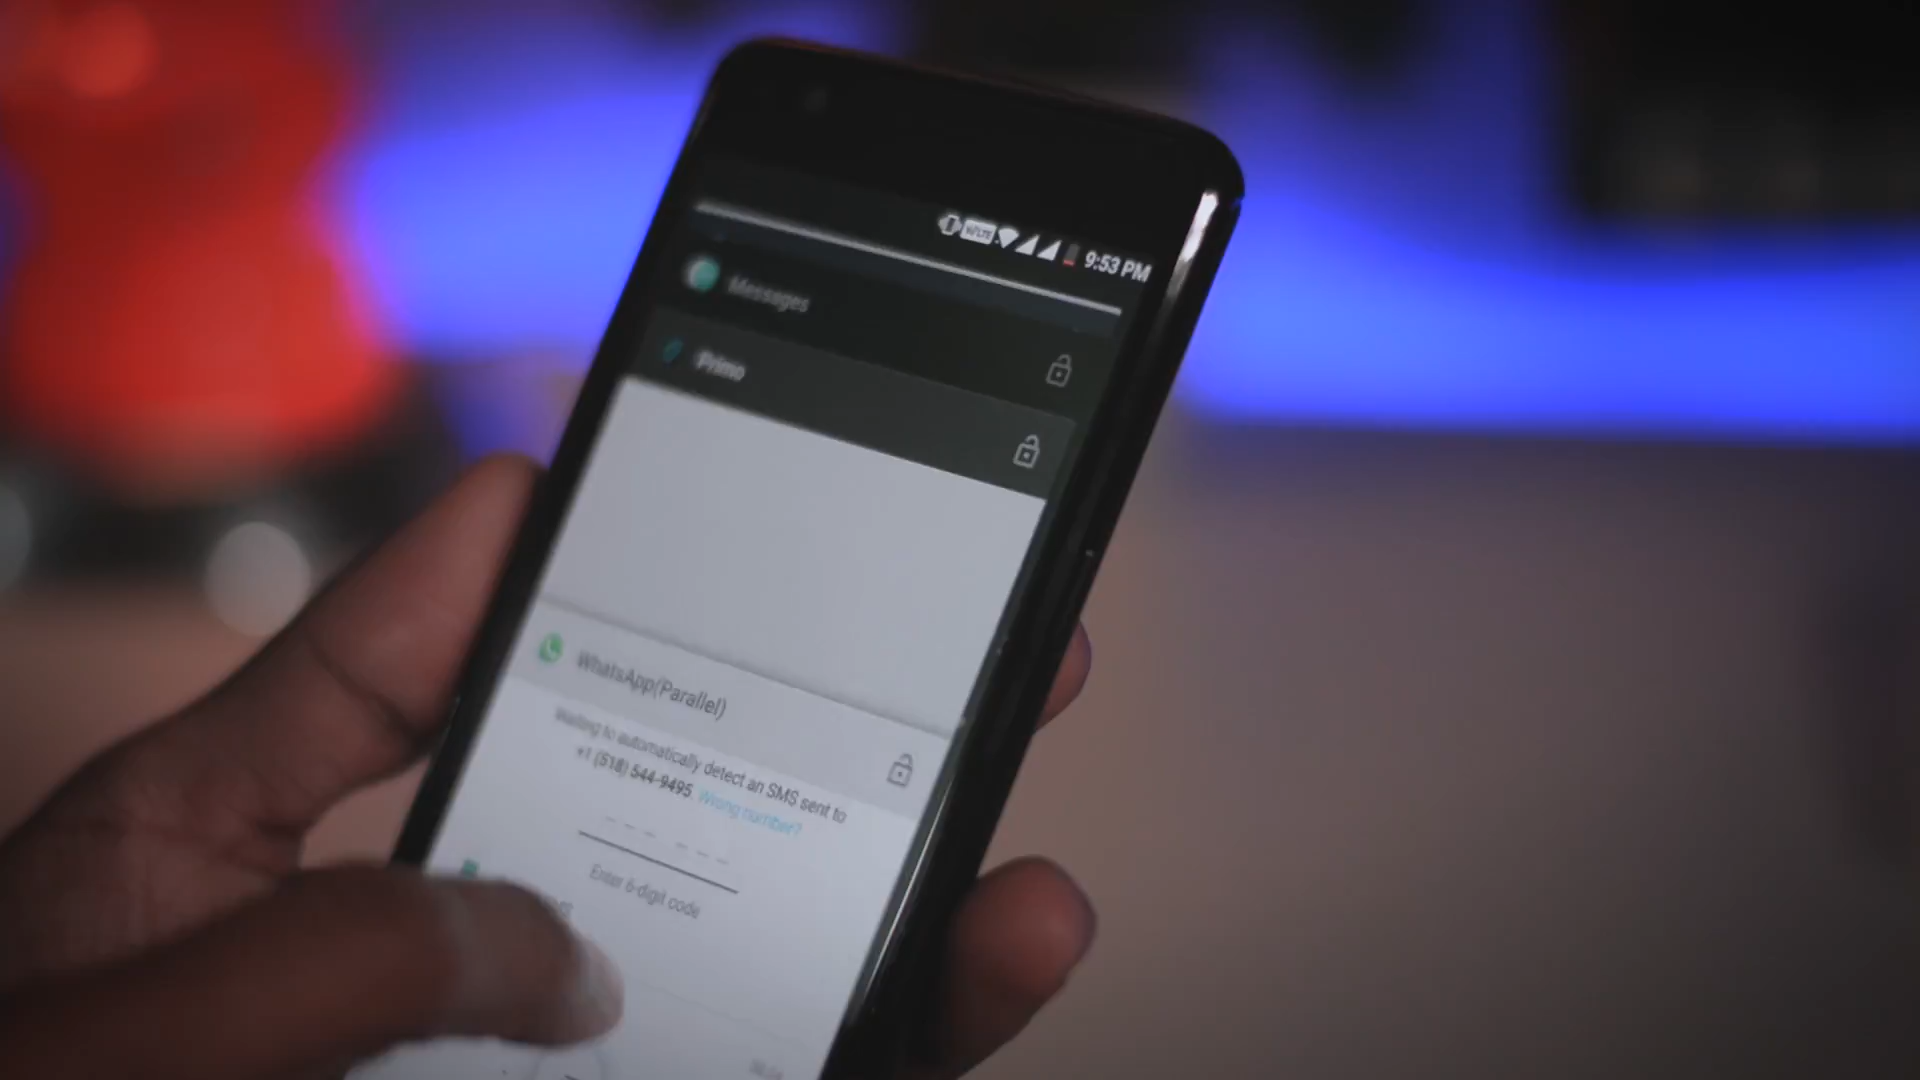 VoLTE 9:53 PM
Messages
Primo
WhatsApp(Parallel)
Waiting to automatically detect an SMS sent to
+1 (518) 544-9495. Wrong number?
Enter 6-digit code